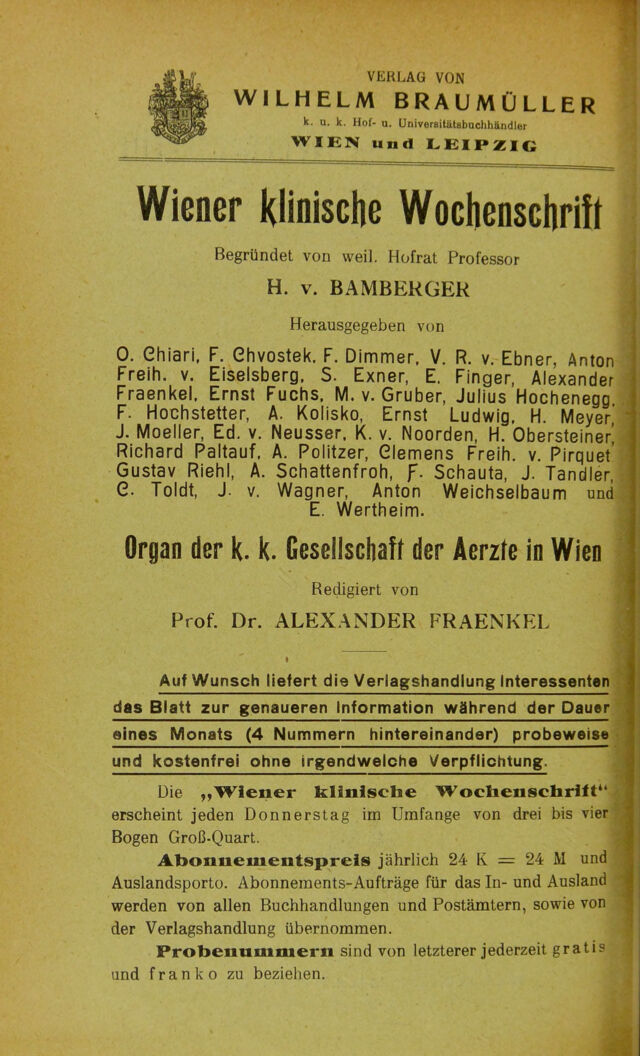 VERLAG VON
WILHELM BRAUMÜLLER
k. u. k. Hof- u. Universitätsbuchhändler
WIEN und LEIPZIG
Wiener klinische Wochenschrift
Begründet von weil. Hofrat Professor
H. v. BAMBERGER
Herausgegeben von
O. Chiari, F. Chvostek, F. Dimmer, V. R. v. Ebner, Anton
Freih. v. Eiselsberg, S. Exner, E. Finger, Alexander
Fraenkel, Ernst Fuchs, M. v. Gruber, Julius Hochenegg,
F. Hochstetter, A. Kolisko, Ernst Ludwig, H. Meyer,
J. Moeller, Ed. v. Neusser, K. v. Noorden, H. Obersteiner,
Richard Paltauf, A. Politzer, Clemens Freih. v. Pirquet
Gustav Riehl, A. Schattenfroh, F. Schauta, J. Tandler,
C. Toldt, J. v. Wagner, Anton Weichselbaum und
E. Wertheim.
Organ der k. k. Gesellschaft der Aerzte in Wien
Redigiert von
Prof. Dr. ALEXANDER FRAENKEL
Auf Wunsch liefert die Verlagshandlung Interessenten
das Blatt zur genaueren Information während der Dauer
eines Monats (4 Nummern hintereinander) probeweise
und kostenfrei ohne irgendwelche Verpflichtung.
Die „Wiener klinische Wochenschrift“
erscheint jeden Donnerstag im Umfange von drei bis vier
Bogen Groß-Quart.
Abonnementspreis jährlich 24 K = 24 M und
Auslandsporto. Abonnements-Aufträge für das In- und Ausland
werden von allen Buchhandlungen und Postämtern, sowie von
der Verlagshandlung übernommen.
Probenummern sind von letzterer jederzeit gratis
und franko zu beziehen.